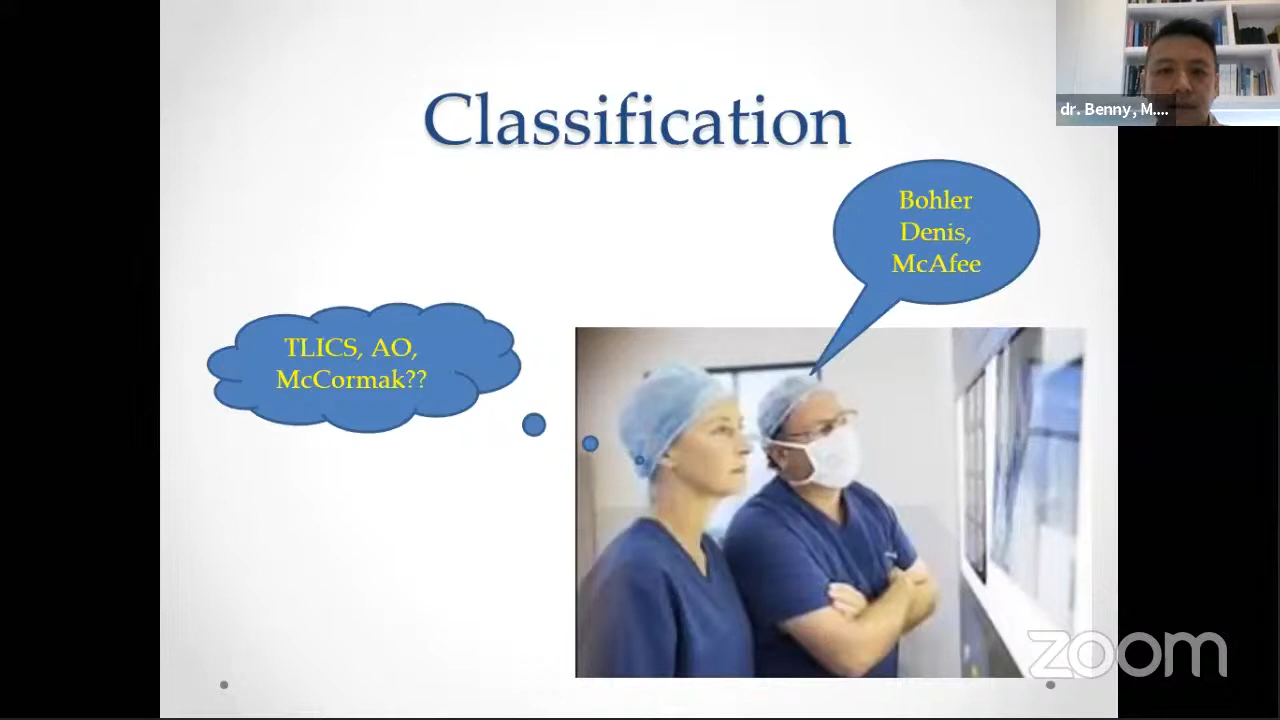 Classification
dr. Benny, M....
Bohler
Denis,
McAfee
TLICS, AO,
McCormak??
zoom